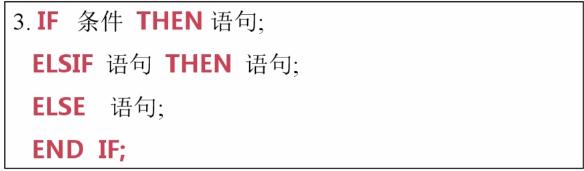 3. IF 条件 THEN 语句;
ELSIF 语句 THEN 语句;
ELSE 语句;
END IF;